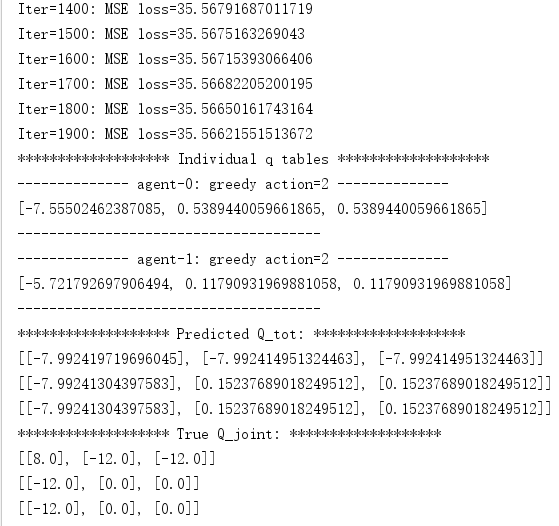 Iter=1400: MSE loss=35.56791687011719
Iter=1500: MSE loss=35.5675163269043
Iter=1600: MSE loss=35.56715393066406
Iter=1700: MSE loss=35.56682205200195
Iter=1800: MSE loss=35.56650161743164
Iter=1900: MSE loss=35.56621551513672
******************** Individual q tables ********************
-------------- agent-0: greedy action=2 --------------
[-7.55502462387085, 0.5389440059661865, 0.5389440059661865]
--------------------------------------
-------------- agent-1: greedy action=2 --------------
[-5.721792697906494, 0.11790931969881058, 0.11790931969881058]
--------------------------------------
******************** Predicted Q_tot: ********************
[[-7.992419719696045], [-7.992414951324463], [-7.992414951324463]]
[[-7.99241304397583], [0.15237689018249512], [0.15237689018249512]]
[[-7.99241304397583], [0.15237689018249512], [0.15237689018249512]]
******************** True Q_joint: ********************
[[8.0], [-12.0], [-12.0]]
[[-12.0], [0.0], [0.0]]
[[-12.0], [0.0], [0.0]]